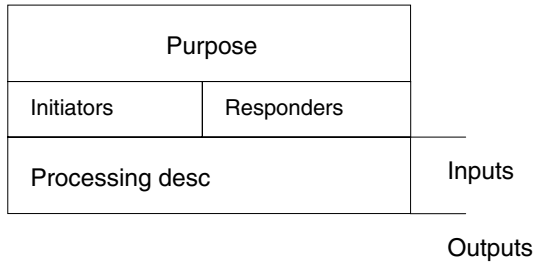 Purpose
Initiators
Responders
Processing desc
Inputs
Outputs